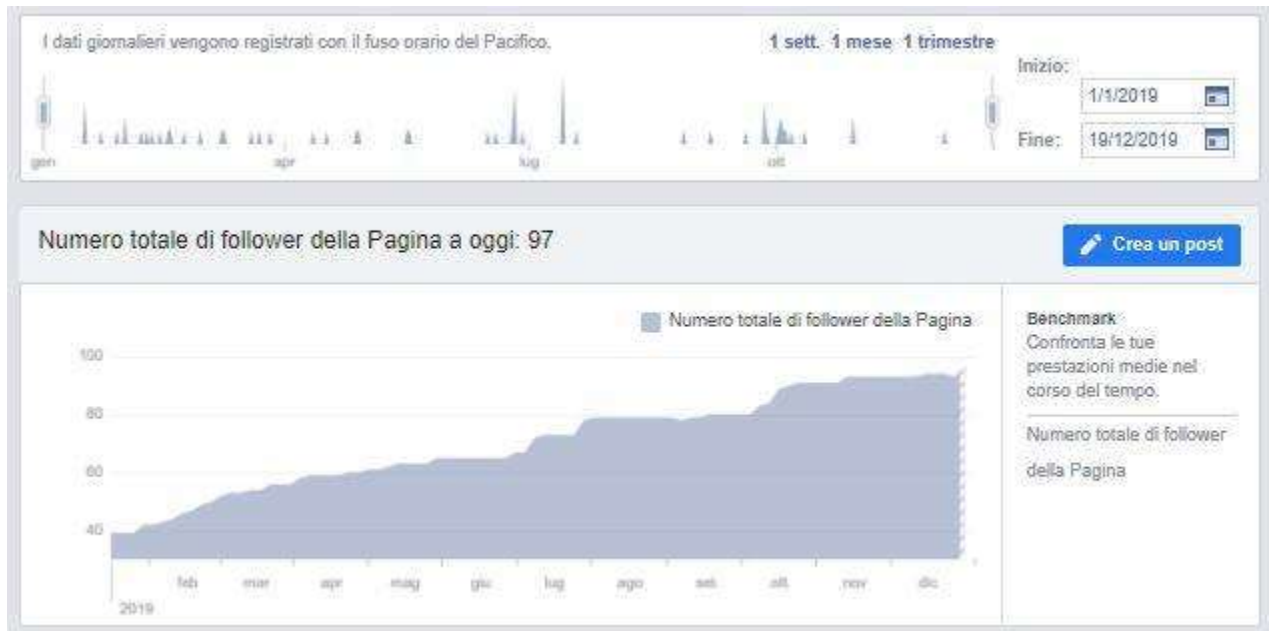 I dati giornalieri vengono registrati con il fuso orario del Pacifico.
1 sett. 1 mese 1 trimestre
Inizio:
1/1/2019
Fine:
19/12/2019
gen apr lug ott
Numero totale di follower della Pagina a oggi: 97
Crea un post
Numero totale di follower della Pagina
Benchmark
Confronta le tue
prestazioni medie nel
corso del tempo.
Numero totale di follower
della Pagina
100
80
60
40
feb mar apr mag giu lug ago set ott nov dic
2019